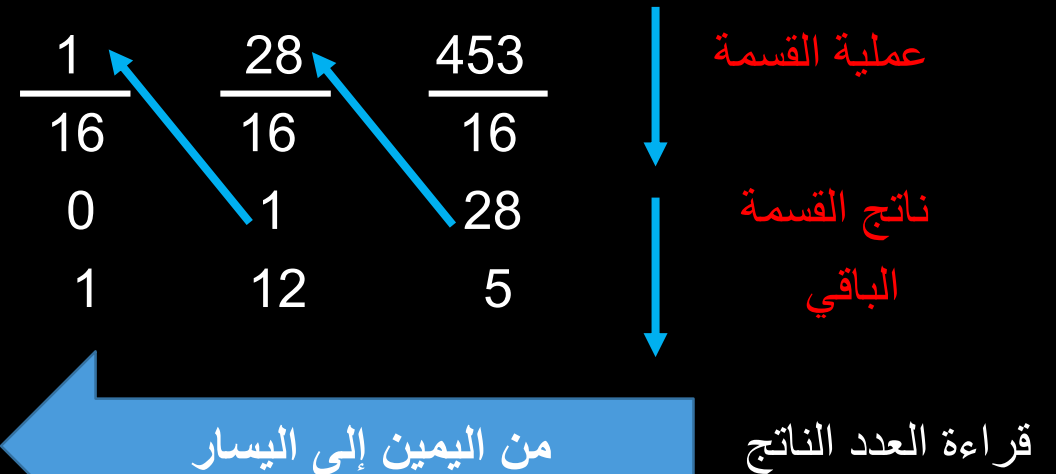 1 28 453 عملية القسمة
16 16 16
0 1 28 ناتج القسمة
1 12 5 الباقي
قراءة العدد الناتج من اليمين إلى اليسار